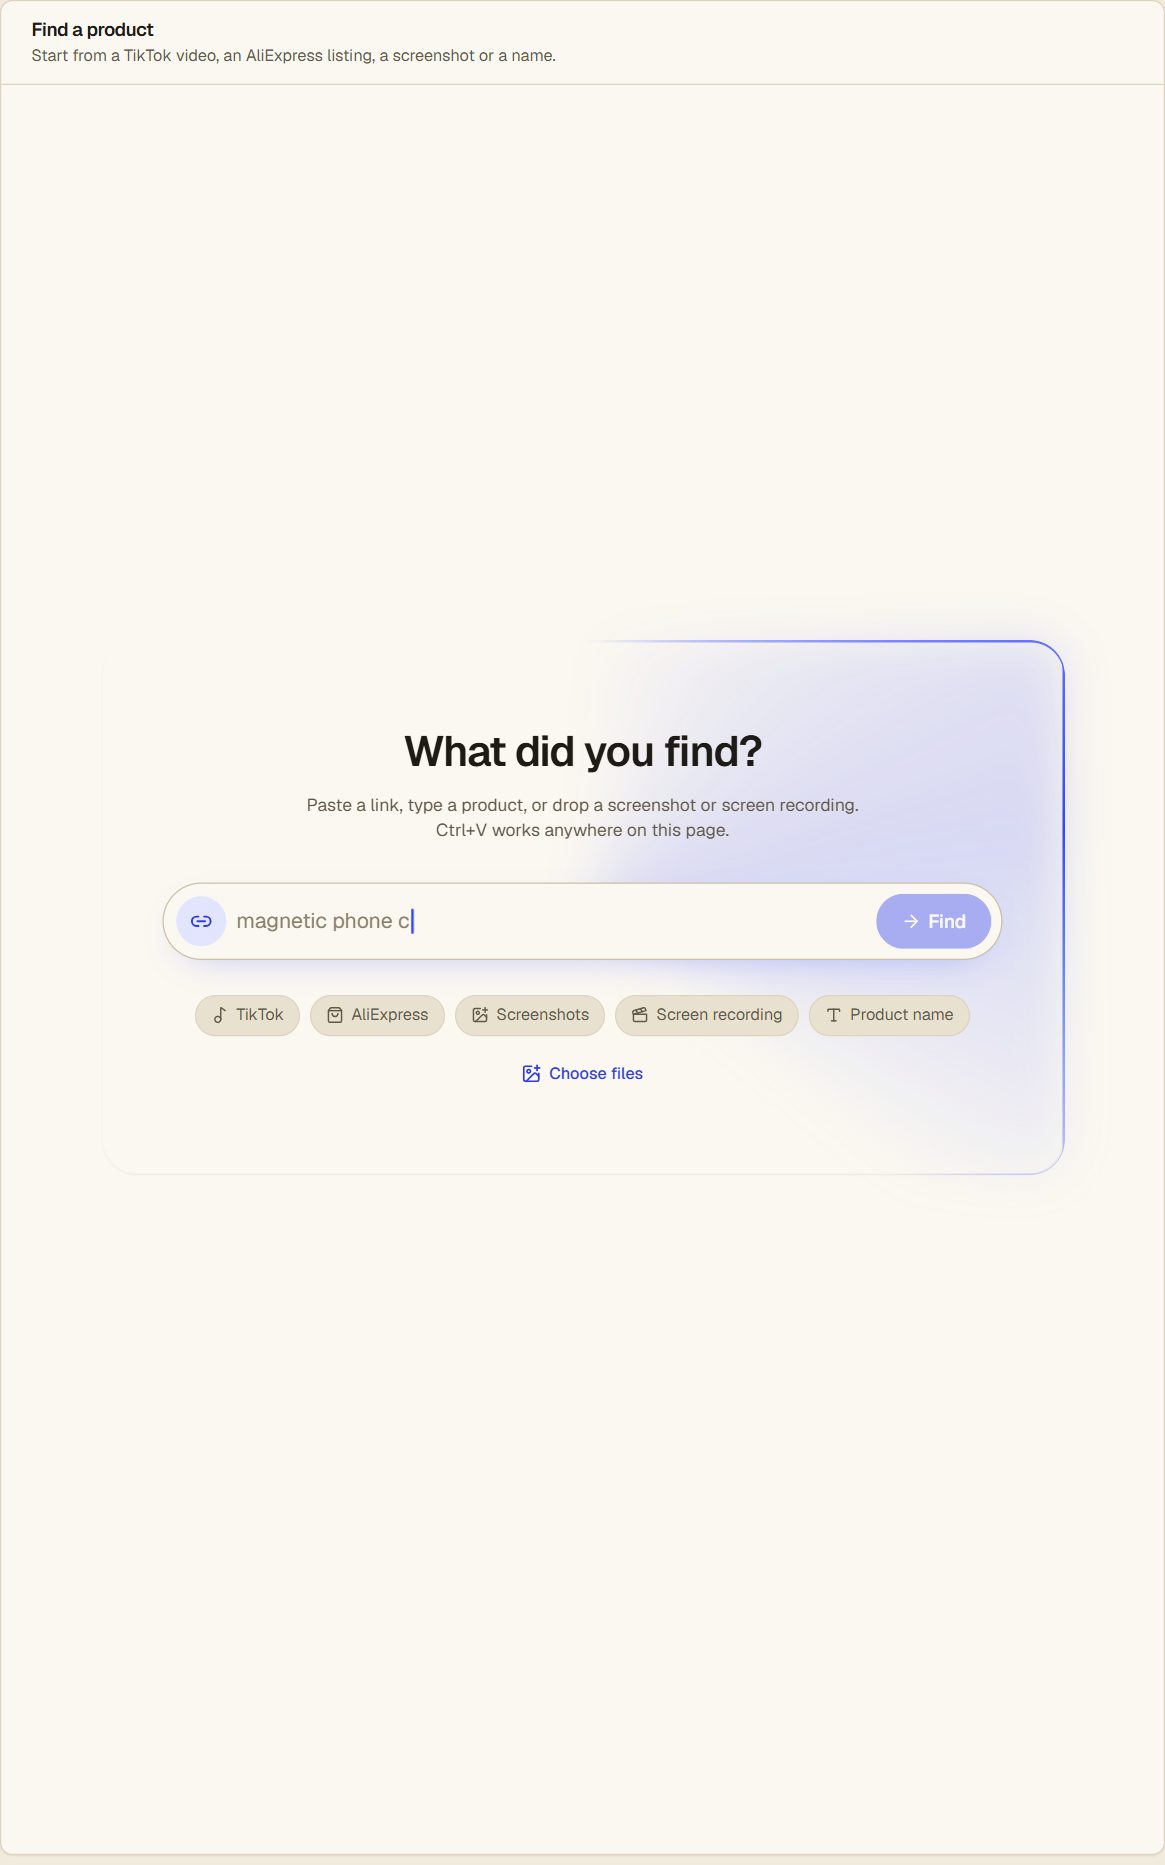 Find a product
Start from a TikTok video, an AliExpress listing, a screenshot or a name.
What did you find?
Paste a link, type a product, or drop a screenshot or screen recording.
Ctrl+V works anywhere on this page.
magnetic phone c
Find
TikTok
AliExpress
Screenshots
Screen recording
Product name
Choose files